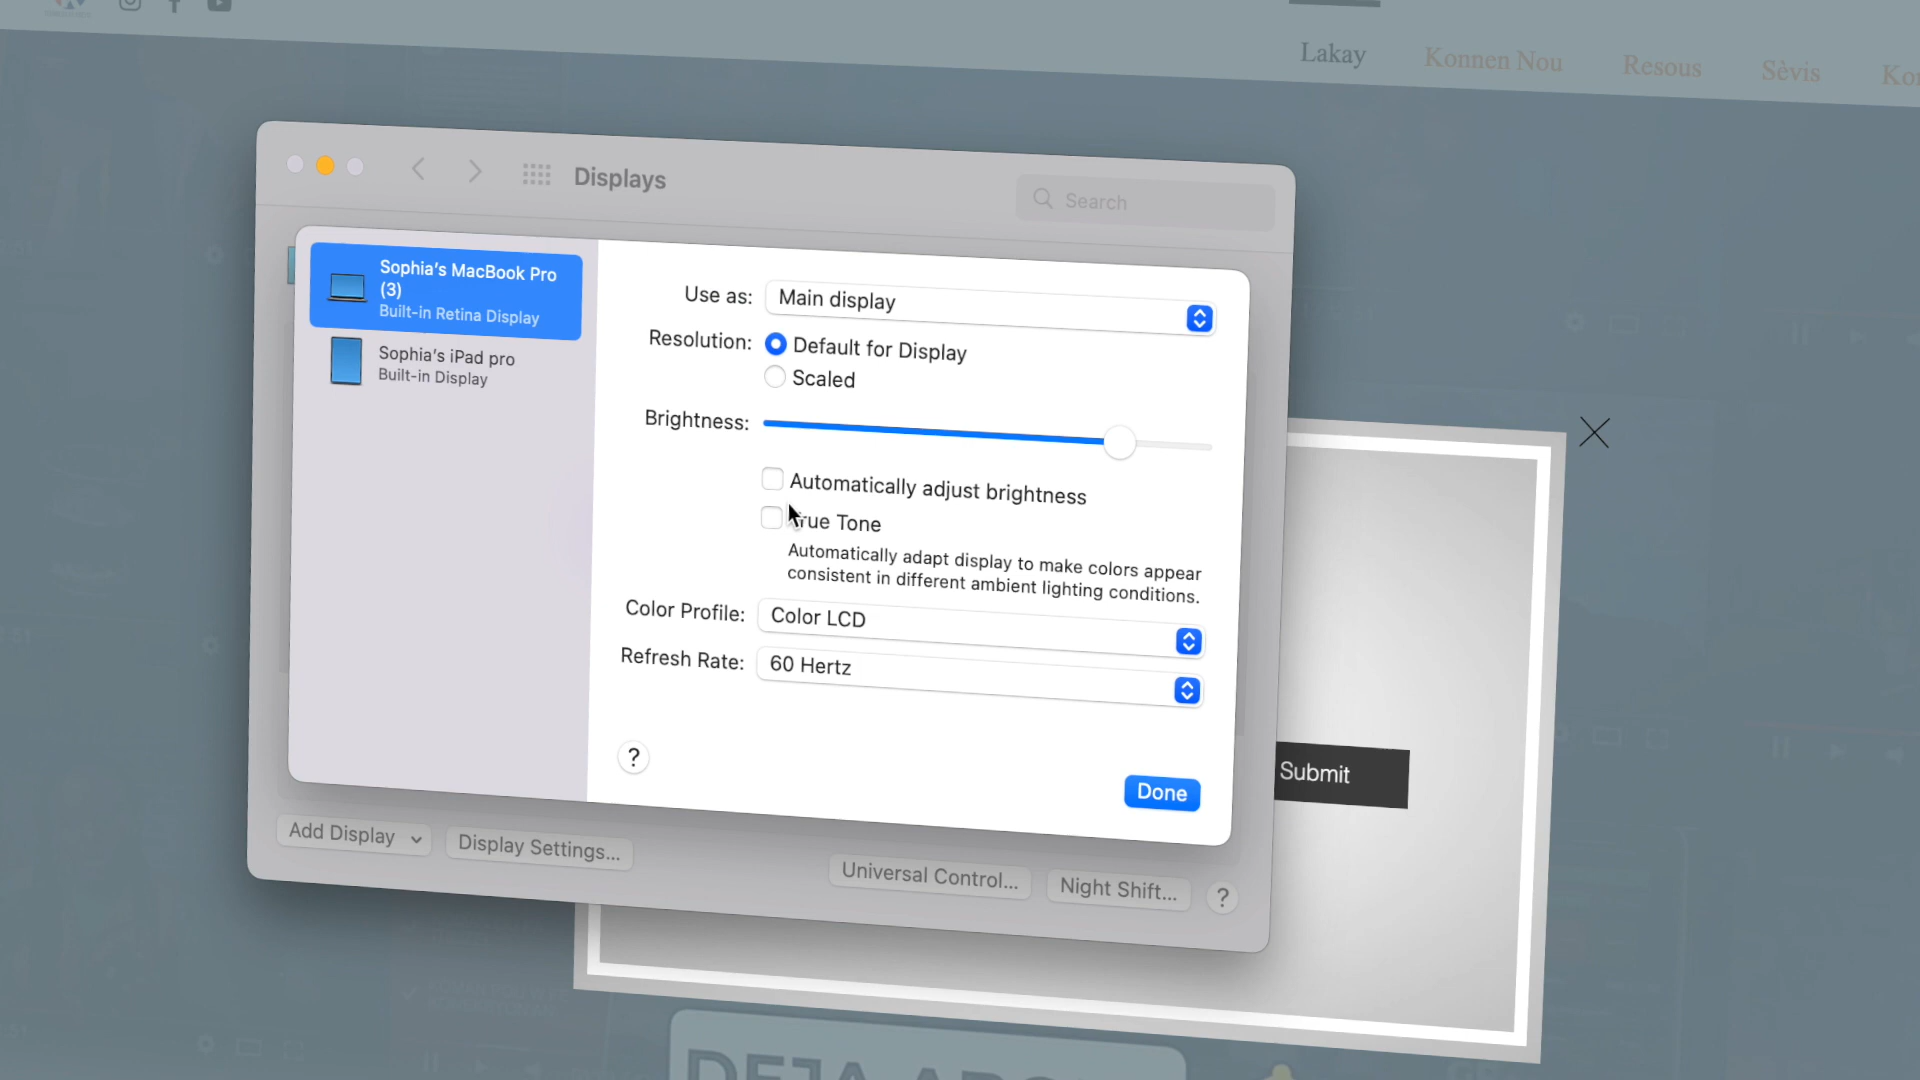 Lakay
Konnen Nou
Resous
Sèvis
Displays
Search
Sophia's MacBook Pro
(3)
Built-in Retina Display
Sophia's iPad pro
Built-in Display
Use as: Main display
Resolution: Default for Display
Scaled
Brightness:
Automatically adjust brightness
True Tone
Automatically adapt display to make colors appear
consistent in different ambient lighting conditions.
Color Profile: Color LCD
Refresh Rate: 60 Hertz
?
Done
Submit
Add Display
Display Settings...
Universal Control...
Night Shift...
?